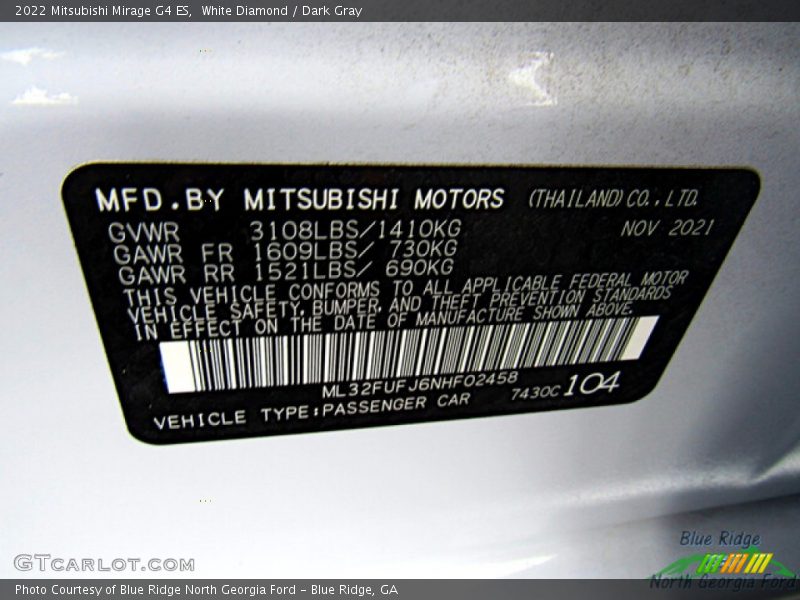 2022 Mitsubishi Mirage G4 ES, White Diamond / Dark Gray
MFD.BY MITSUBISHI MOTORS (THAILAND) CO., LTD.
GVWR 3108LBS/1410KG NOV 2021
GAWR FR 1609LBS/ 730KG
GAWR RR 1521LBS/ 690KG
THIS VEHICLE CONFORMS TO ALL APPLICABLE FEDERAL MOTOR
VEHICLE SAFETY, BUMPER, AND THEFT PREVENTION STANDARDS
IN EFFECT ON THE DATE OF MANUFACTURE SHOWN ABOVE.
ML32FUFJ6NHF02458
VEHICLE TYPE:PASSENGER CAR 7430C 104
Blue Ridge
North Georgia Ford
GTCARLOT.COM
Photo Courtesy of Blue Ridge North Georgia Ford – Blue Ridge, GA